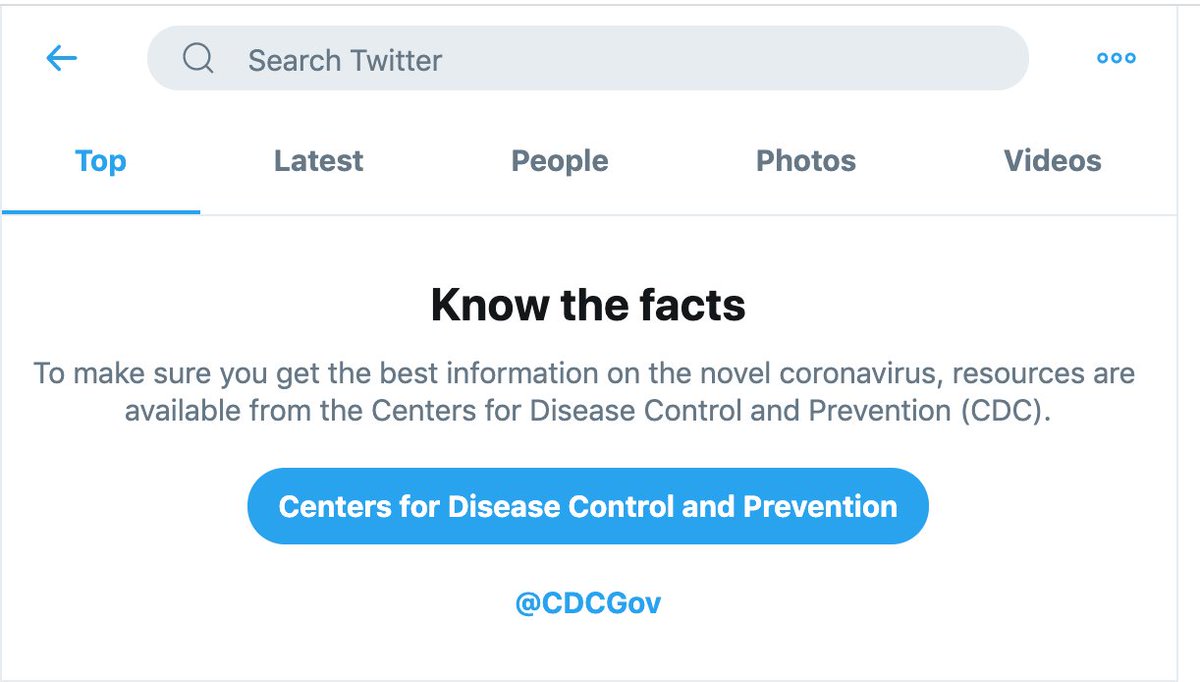 Search Twitter
Top Latest People Photos Videos
Know the facts
To make sure you get the best information on the novel coronavirus, resources are
available from the Centers for Disease Control and Prevention (CDC).
Centers for Disease Control and Prevention
@CDCGov